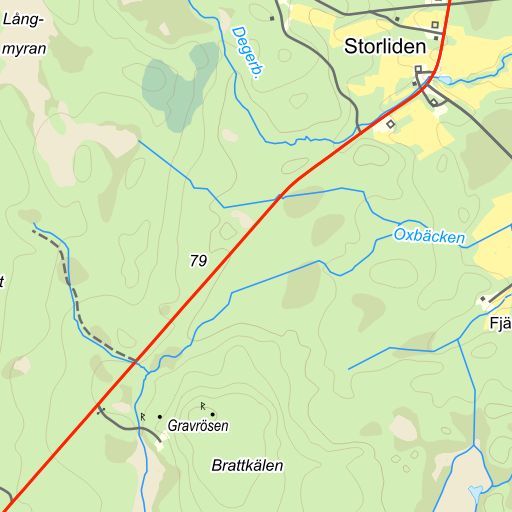 Lång-
myran
Degerb.
Storliden
Oxbäcken
79
t
Fjä
R
R
Gravrösen
Brattkälen